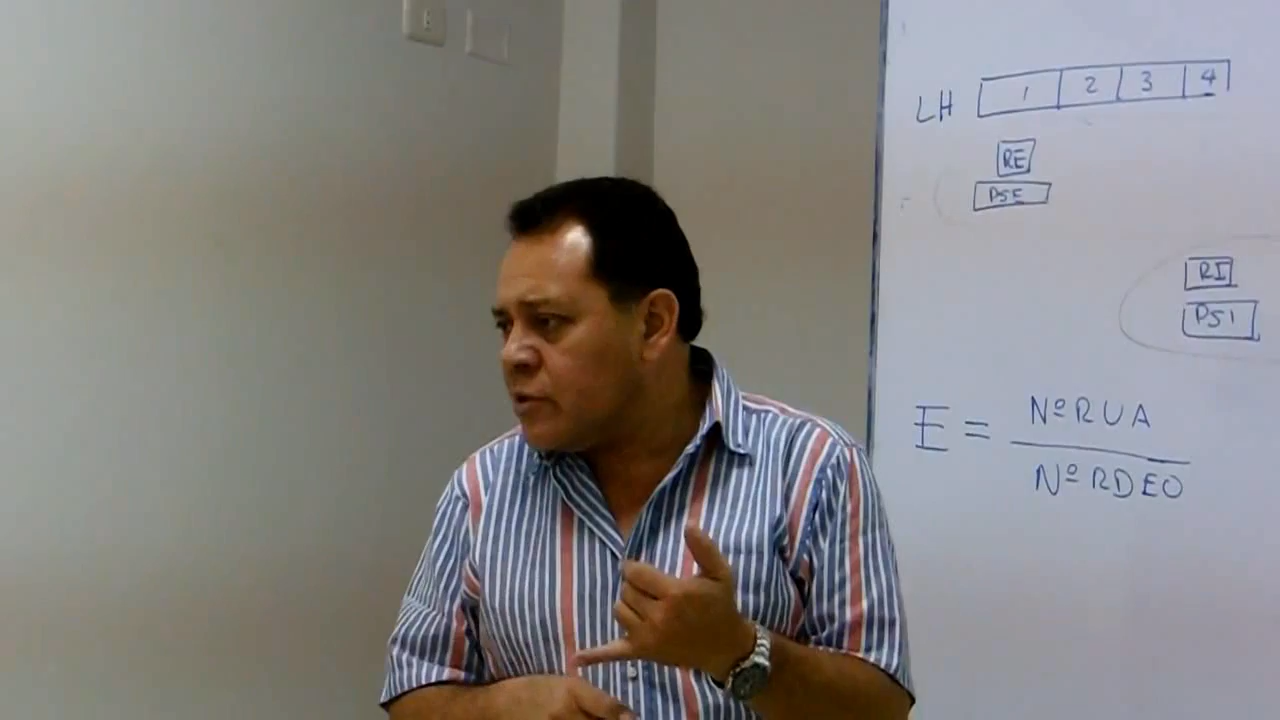 LH 1 2 3 4
RE
PSE
RI
PSI
E = NºRUA
NºRDEO